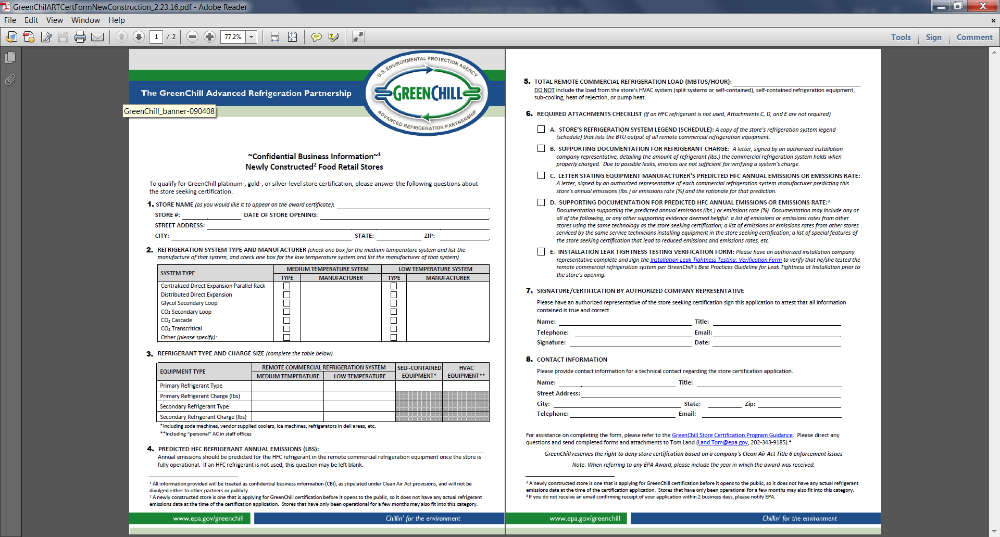 GreenChilARTCertFormNewConstruction_2.23.16.pdf - Adobe Reader
File Edit View Window Help
1 / 2 77.2% Tools Sign Comment
U.S. ENVIRONMENTAL PROTECTION AGENCY
The GreenChill Advanced Refrigeration Partnership
GREENCHILL
ADVANCED REFRIGERATION PARTNERSHIP
GreenChill_banner-090408
~Confidential Business Information~1
Newly Constructed2 Food Retail Stores
To qualify for GreenChill platinum-, gold-, or silver-level store certification, please answer the following questions about
the store seeking certification.
1. STORE NAME (as you would like it to appear on the award certificate):
STORE #: DATE OF STORE OPENING:
STREET ADDRESS:
CITY: STATE: ZIP:
2. REFRIGERATION SYSTEM TYPE AND MANUFACTURER (check one box for the medium temperature system and list the
manufacture of that system, and check one box for the low temperature system and list the manufacturer of that system)
SYSTEM TYPE MEDIUM TEMPERATURE SYTEM LOW TEMPERATURE SYSTEM
TYPE MANUFACTURER TYPE MANUFACTURER
Centralized Direct Expansion Parallel Rack
Distributed Direct Expansion
Glycol Secondary Loop
CO₂ Secondary Loop
CO₂ Cascade
CO₂ Transcritical
Other (please specify):
3. REFRIGERANT TYPE AND CHARGE SIZE (complete the table below)
EQUIPMENT TYPE REMOTE COMMERCIAL REFRIGERATION SYSTEM SELF-CONTAINED EQUIPMENT* HVAC EQUIPMENT**
MEDIUM TEMPERATURE LOW TEMPERATURE
Primary Refrigerant Type
Primary Refrigerant Charge (lbs)
Secondary Refrigerant Type
Secondary Refrigerant Charge (lbs)
*Including soda machines, vendor supplied coolers, ice machines, refrigerators in deli areas, etc.
**Including “personal” AC in staff offices
4. PREDICTED HFC REFRIGERANT ANNUAL EMISSIONS (LBS):
Annual emissions should be predicted for the HFC refrigerant in the remote commercial refrigeration equipment once the store is
fully operational. If an HFC refrigerant is not used, this question may be left blank.
1 All information provided will be treated as confidential business information (CBI), as stipulated under Clean Air Act provisions, and will not be
divulged either to other partners or publicly.
2 A newly constructed store is one that is applying for GreenChill certification before it opens to the public, so it does not have any actual refrigerant
emissions data at the time of the certification application. Stores that have only been operational for a few months may also fit into this category.
www.epa.gov/greenchill Chillin’ for the environment
5. TOTAL REMOTE COMMERCIAL REFRIGERATION LOAD (MBTUS/HOUR):
DO NOT include the load from the store’s HVAC system (split systems or self-contained), self-contained refrigeration equipment,
sub-cooling, heat of rejection, or pump heat.
6. REQUIRED ATTACHMENTS CHECKLIST (If an HFC refrigerant is not used, Attachments C, D, and E are not required)
A. STORE’S REFRIGERATION SYSTEM LEGEND (SCHEDULE): A copy of the store’s refrigeration system legend
(schedule) that lists the BTU output of all remote commercial refrigeration equipment.
B. SUPPORTING DOCUMENTATION FOR REFRIGERANT CHARGE: A letter, signed by an authorized installation
company representative, detailing the amount of refrigerant (lbs.) the commercial refrigeration system holds when
properly charged. Due to possible leaks, invoices are not sufficient for verifying a system’s charge.
C. LETTER STATING EQUIPMENT MANUFACTURER’S PREDICTED HFC ANNUAL EMISSIONS OR EMISSIONS RATE:
A letter, signed by an authorized representative of each commercial refrigeration system manufacturer predicting this
store’s annual emissions (lbs.) or emissions rate (%) and the rationale for that prediction.
D. SUPPORTING DOCUMENTATION FOR PREDICTED HFC ANNUAL EMISSIONS OR EMISSIONS RATE:3
Documentation supporting the predicted annual emissions (lbs.) or emissions rate (%). Documentation may include any or
all of the following, or any other supporting evidence deemed helpful: a list of emissions or emissions rates from other
stores using the same technology as the store seeking certification; a list of emissions or emissions rates from other stores
serviced by the same service technicians installing equipment in the store seeking certification; a list of special features of
the store seeking certification that lead to reduced emissions and emissions rates, etc.
E. INSTALLATION LEAK TIGHTNESS TESTING VERIFICATION FORM: Please have an authorized installation company
representative complete and sign the Installation Leak Tightness Testing: Verification Form to verify that he/she tested the
remote commercial refrigeration system per GreenChill’s Best Practices Guideline for Leak Tightness at Installation prior to
the store’s opening.
7. SIGNATURE/CERTIFICATION BY AUTHORIZED COMPANY REPRESENTATIVE
Please have an authorized representative of the store seeking certification sign this application to attest that all information
contained is true and correct.
Name: Title:
Telephone: Email:
Signature: Date:
8. CONTACT INFORMATION
Please provide contact information for a technical contact regarding the store certification application.
Name: Title:
Street Address:
City: State: Zip:
Telephone: Email:
For assistance on completing the form, please refer to the GreenChill Store Certification Program Guidance. Please direct any
questions and send completed forms and attachments to Tom Land (Land.Tom@epa.gov, 202-343-9185).4
GreenChill reserves the right to deny store certification based on a company's Clean Air Act Title 6 enforcement issues
Note: When referring to any EPA Award, please include the year in which the award was received.
3 A newly constructed store is one that is applying for GreenChill certification before it opens to the public, so it does not have any actual refrigerant
emissions data at the time of the certification application. Stores that have only been operational for a few months may also fit into this category.
4 If you do not receive an email confirming receipt of your application within 2 business days, please notify EPA.
www.epa.gov/greenchill Chillin’ for the environment